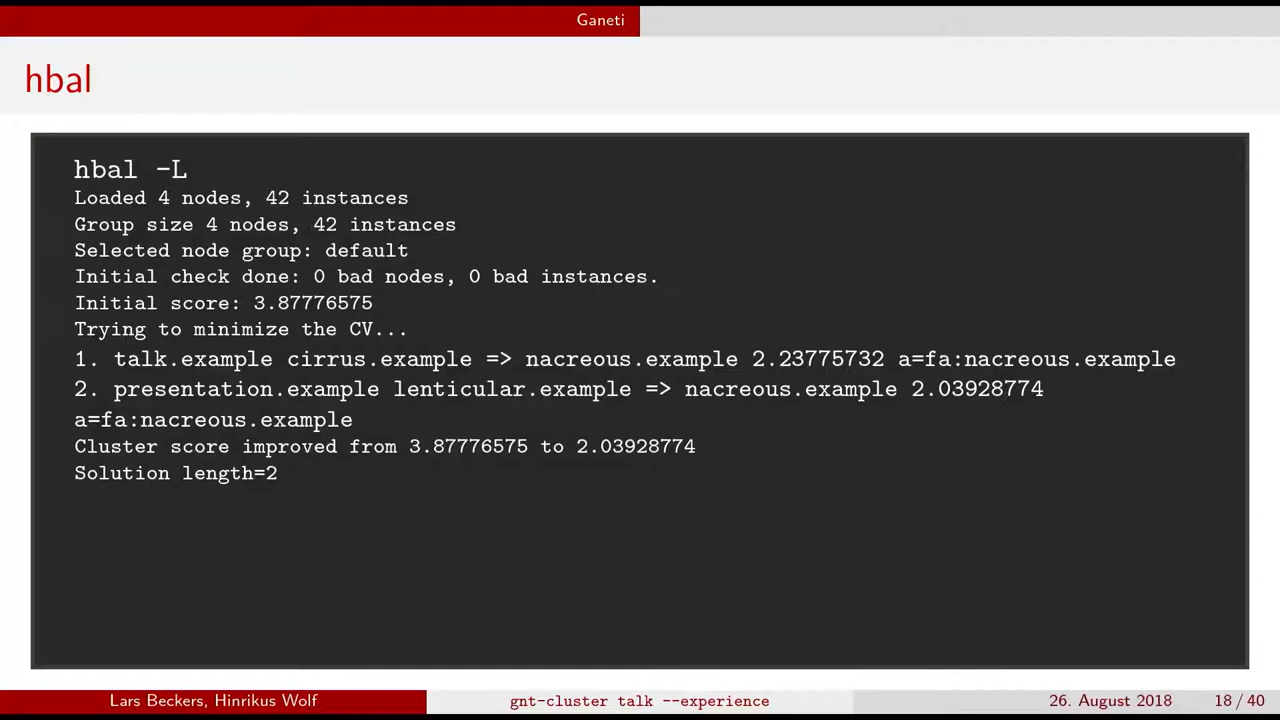 Ganeti
hbal
hbal -L
Loaded 4 nodes, 42 instances
Group size 4 nodes, 42 instances
Selected node group: default
Initial check done: 0 bad nodes, 0 bad instances.
Initial score: 3.87776575
Trying to minimize the CV...
1. talk.example cirrus.example => nacreous.example 2.23775732 a=fa:nacreous.example
2. presentation.example lenticular.example => nacreous.example 2.03928774
a=fa:nacreous.example
Cluster score improved from 3.87776575 to 2.03928774
Solution length=2
Lars Beckers, Hinrikus Wolf gnt-cluster talk --experience 26. August 2018 18 / 40